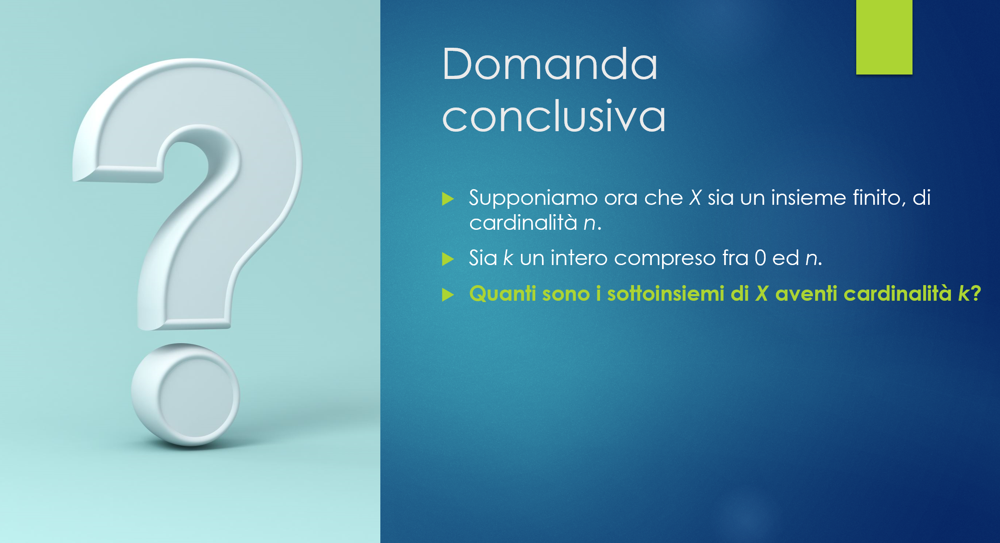 Domanda
conclusiva
Supponiamo ora che X sia un insieme finito, di
cardinalità n.
Sia k un intero compreso fra 0 ed n.
Quanti sono i sottoinsiemi di X aventi cardinalità k?